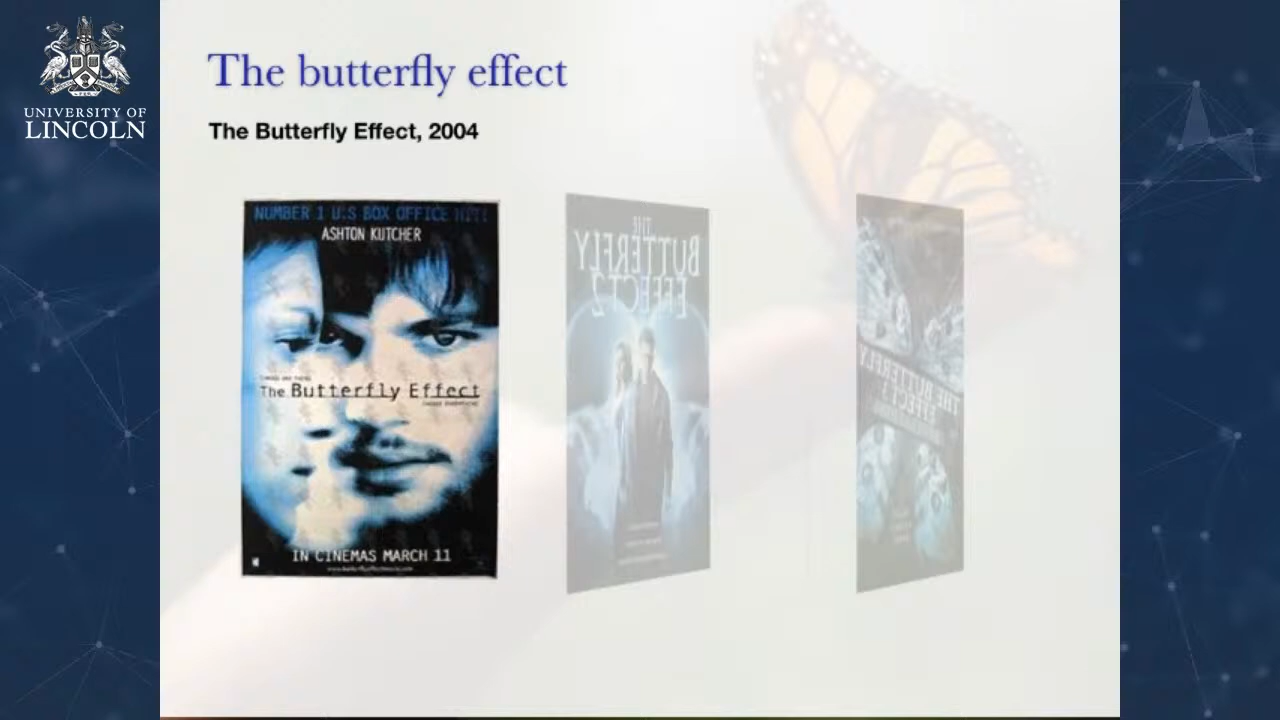 UNIVERSITY OF
LINCOLN
The butterfly effect
The Butterfly Effect, 2004
NUMBER 1 U.S BOX OFFICE HIT!
ASHTON KUTCHER
The Butterfly Effect
IN CINEMAS MARCH 11
THE
BUTTERFLY
EFFECT 2
THE BUTTERFLY
EFFECT